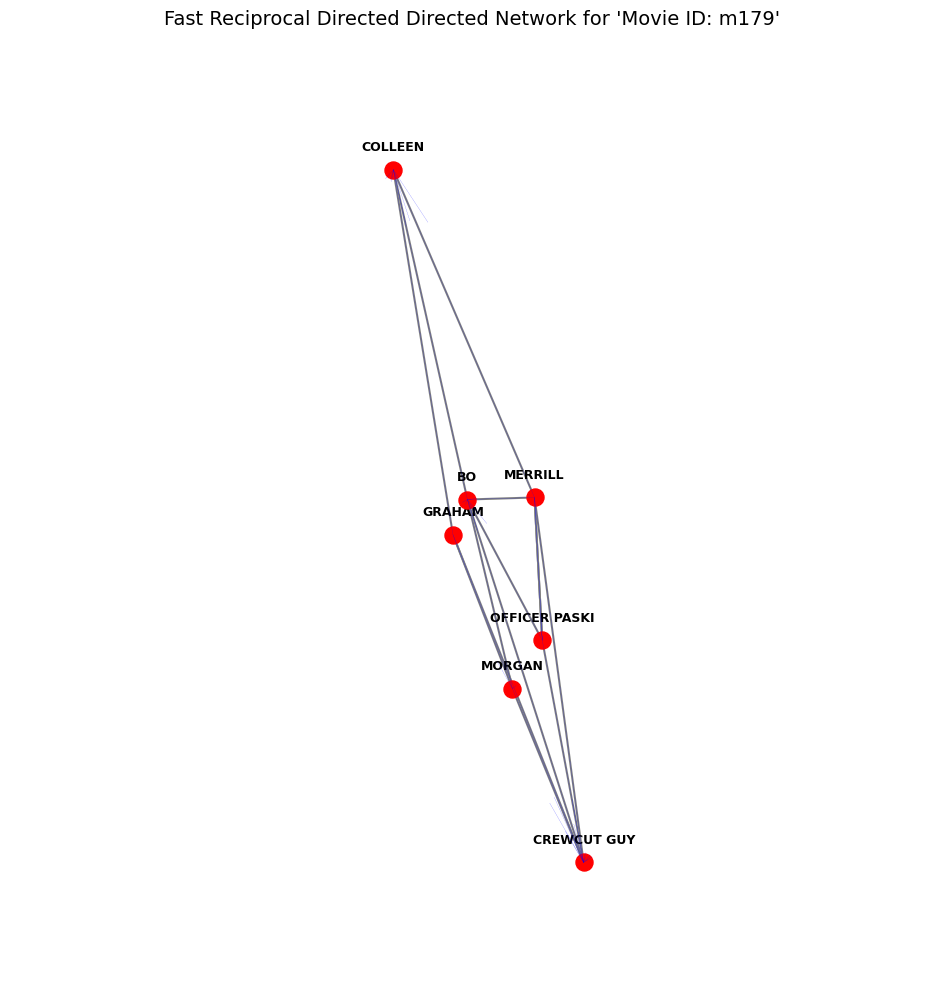 Fast Reciprocal Directed Directed Network for 'Movie ID: m179'
COLLEEN
BO
MERRILL
GRAHAM
OFFICER PASKI
MORGAN
CREWCUT GUY